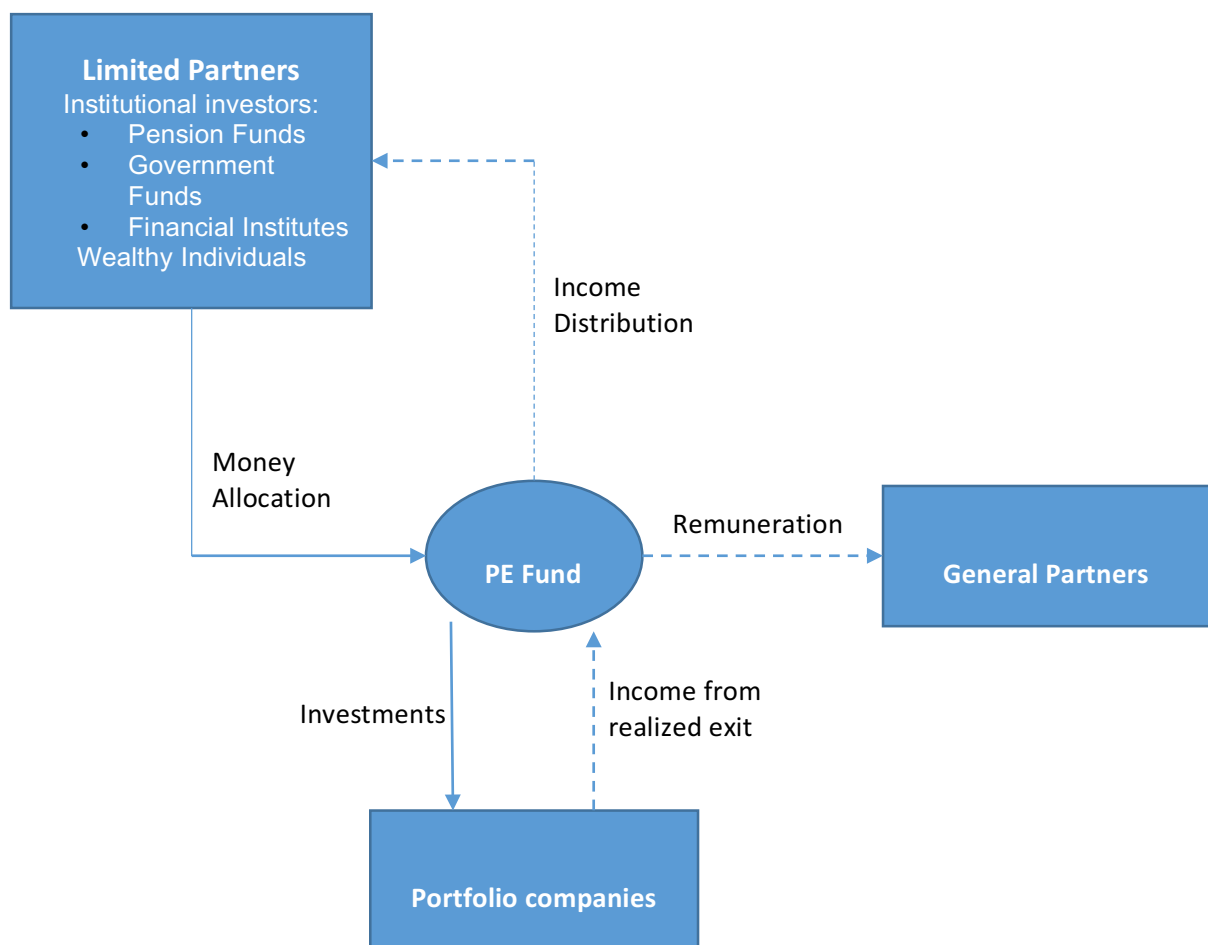 Limited Partners
Institutional investors:
• Pension Funds
• Government
Funds
• Financial Institutes
Wealthy Individuals
Income
Distribution
Money
Allocation
Remuneration
PE Fund
General Partners
Investments
Income from
realized exit
Portfolio companies